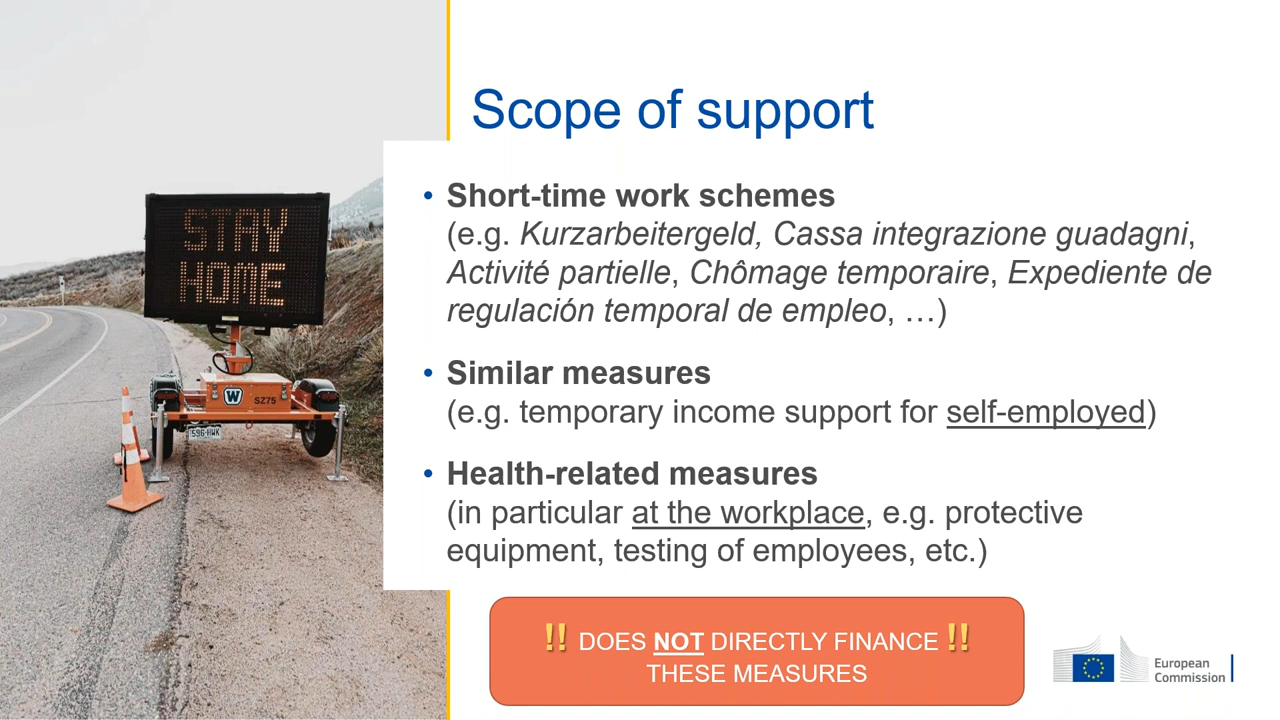 Scope of support
• Short-time work schemes
(e.g. Kurzarbeitergeld, Cassa integrazione guadagni,
Activité partielle, Chômage temporaire, Expediente de
regulación temporal de empleo, …)
• Similar measures
(e.g. temporary income support for self-employed)
• Health-related measures
(in particular at the workplace, e.g. protective
equipment, testing of employees, etc.)
!! DOES NOT DIRECTLY FINANCE !!
THESE MEASURES
STAY
HOME
W
SZ75
596-HWK
European
Commission